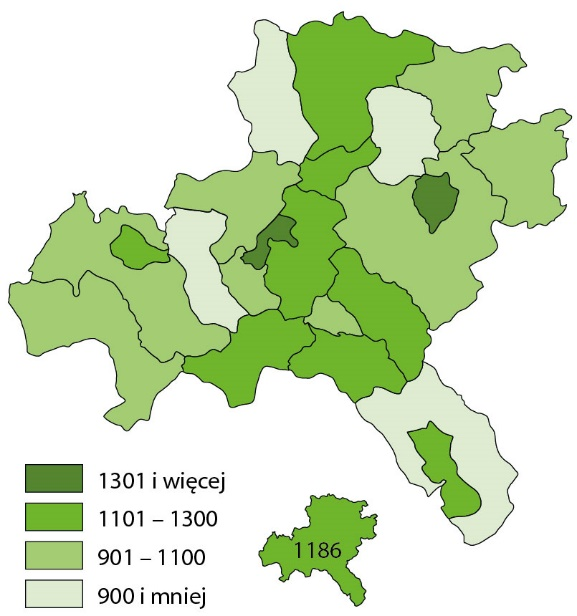 1301 i więcej
1101 – 1300
901 – 1100
900 i mniej
1186